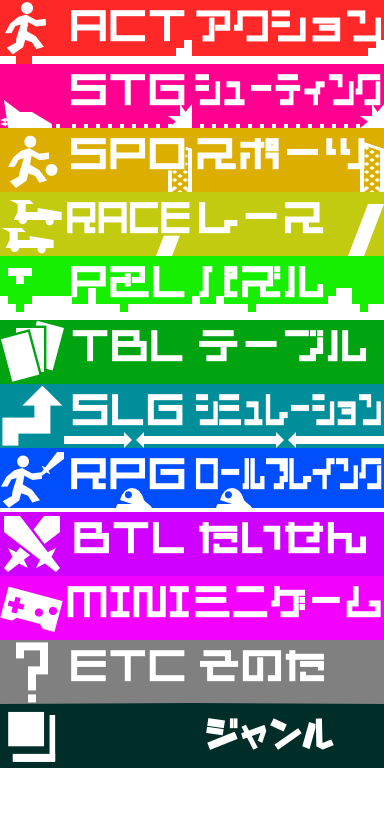 ACT アクション
STG シューティング
SPO スポーツ
RACE レース
PZL パズル
TBL テーブル
SLG シミュレーション
RPG ロールプレイング
BTL たいせん
MINI ミニゲーム
ETC そのた
ジャンル